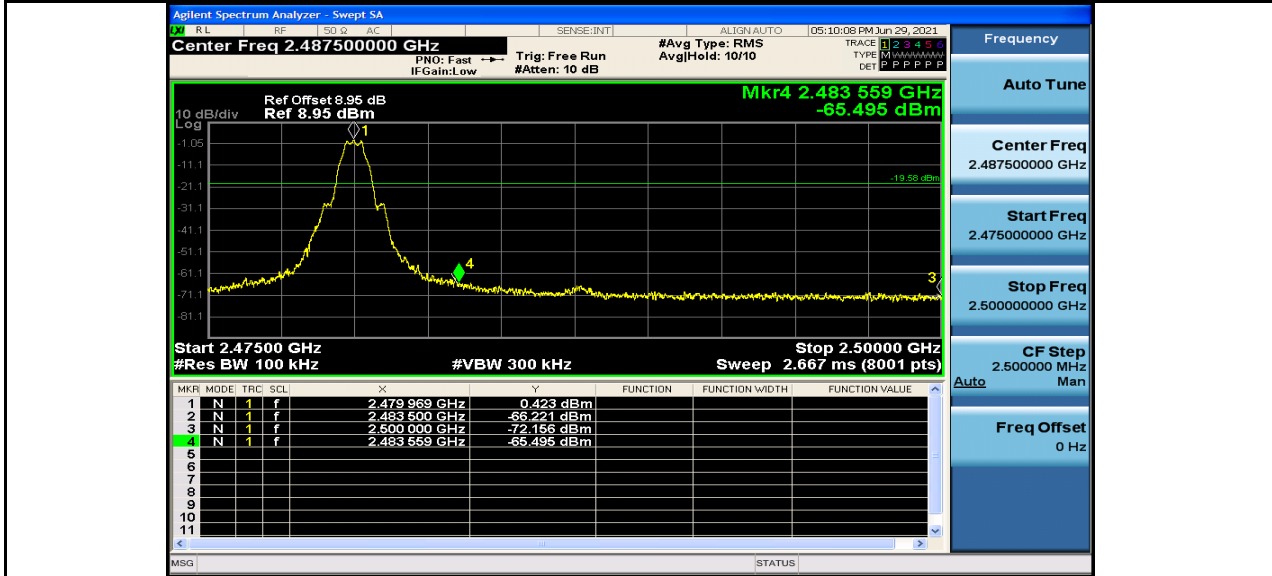 Agilent Spectrum Analyzer - Swept SA
LXI RL RF 50 Ω AC SENSE:INT ALIGN AUTO 05:10:08 PM Jun 29, 2021
Center Freq 2.487500000 GHz
PNO: Fast
IFGain:Low
Trig: Free Run
#Atten: 10 dB
#Avg Type: RMS
Avg|Hold: 10/10
TRACE 1 2 3 4 5 6
TYPE M
DET P P P P P P
Mkr4 2.483 559 GHz
-65.495 dBm
Ref Offset 8.95 dB
10 dB/div Ref 8.95 dBm
Log
1
-1.05
-11.1
-19.58 dBm
-21.1
-31.1
-41.1
-51.1
4
-61.1
3
-71.1
-81.1
Start 2.47500 GHz Stop 2.50000 GHz
#Res BW 100 kHz #VBW 300 kHz Sweep 2.667 ms (8001 pts)
MKR MODE TRC SCL X Y FUNCTION FUNCTION WIDTH FUNCTION VALUE
1 N 1 f 2.479 969 GHz 0.423 dBm
2 N 1 f 2.483 500 GHz -66.221 dBm
3 N 1 f 2.500 000 GHz -72.156 dBm
4 N 1 f 2.483 559 GHz -65.495 dBm
5
6
7
8
9
10
11
MSG STATUS
Frequency
Auto Tune
Center Freq
2.487500000 GHz
Start Freq
2.475000000 GHz
Stop Freq
2.500000000 GHz
CF Step
2.500000 MHz
Auto Man
Freq Offset
0 Hz